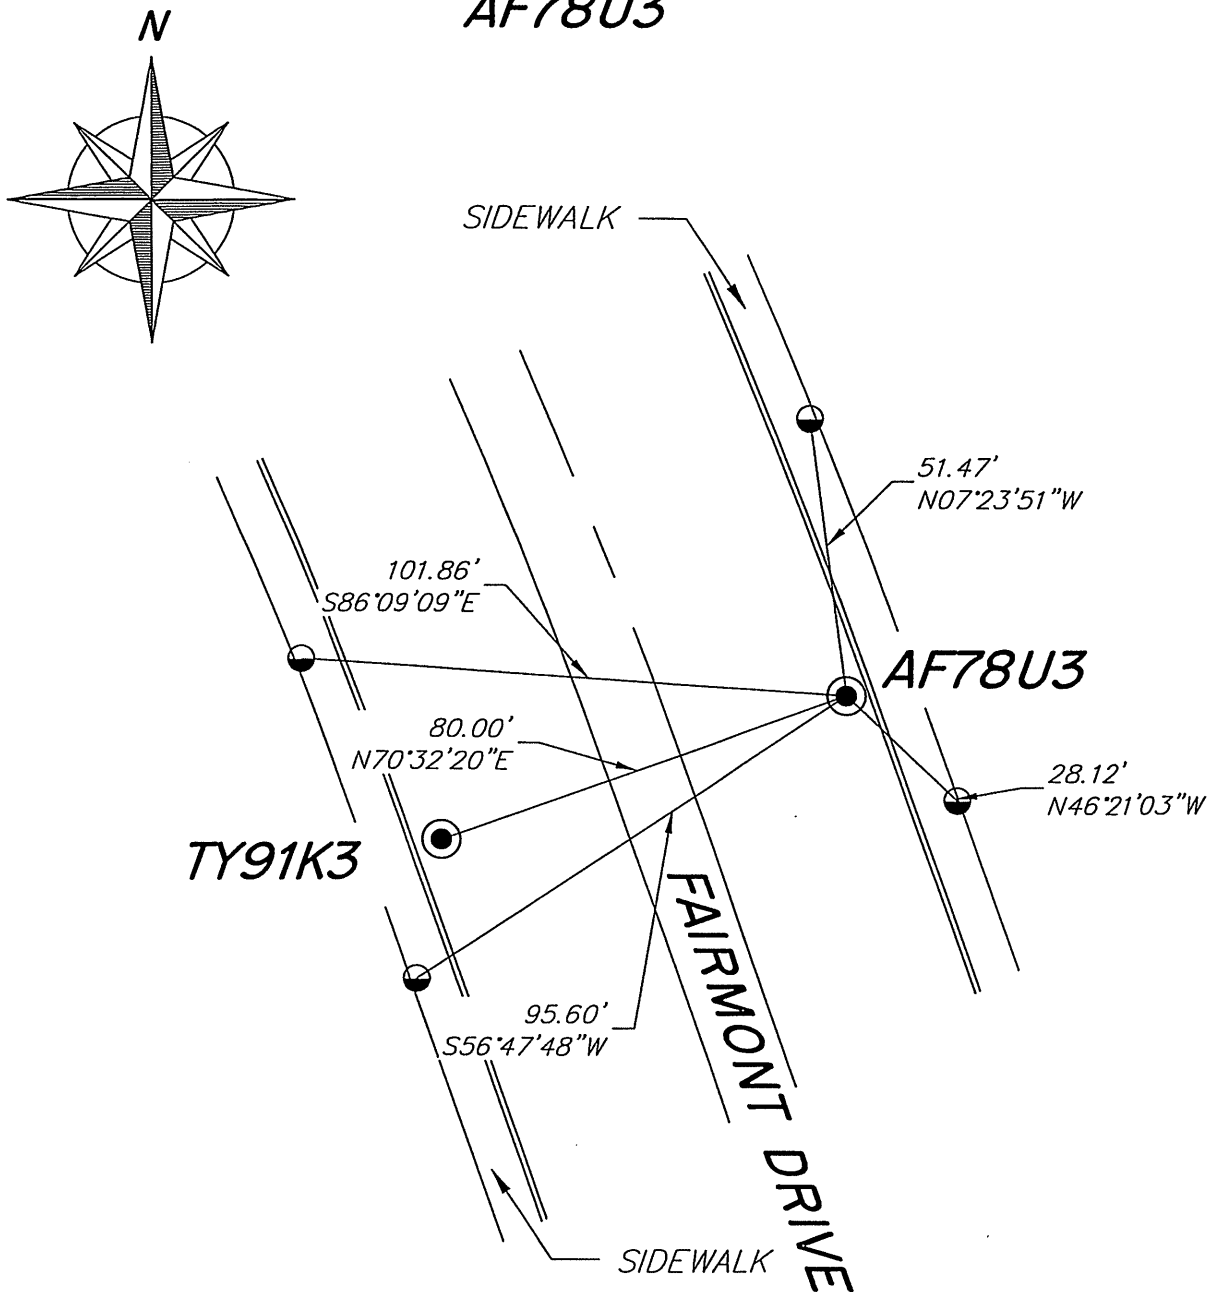 AF78U3
N
SIDEWALK
51.47'
N07°23'51"W
101.86'
S86°09'09"E
AF78U3
80.00'
N70°32'20"E
28.12'
N46°21'03"W
TY91K3
FAIRMONT DRIVE
95.60'
S56°47'48"W
SIDEWALK